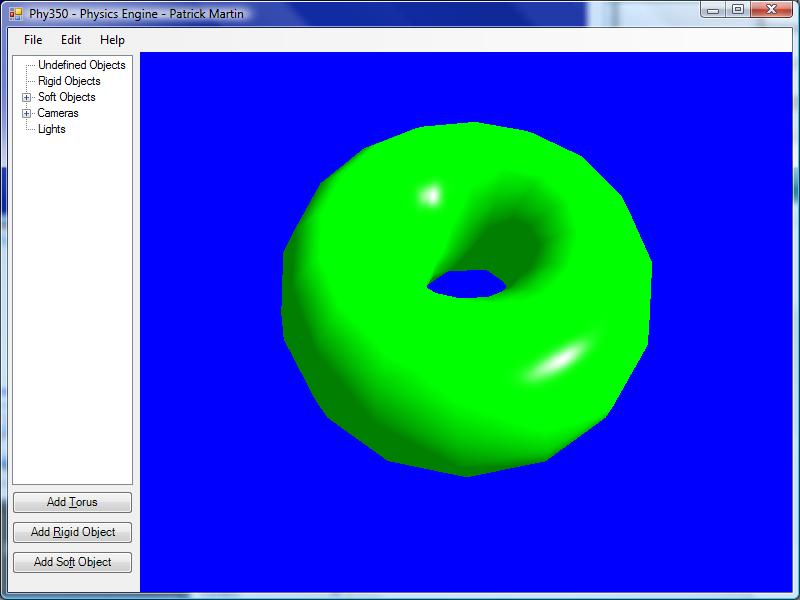 Phy350 - Physics Engine - Patrick Martin
File Edit Help
Undefined Objects
Rigid Objects
Soft Objects
Cameras
Lights
Add Torus
Add Rigid Object
Add Soft Object